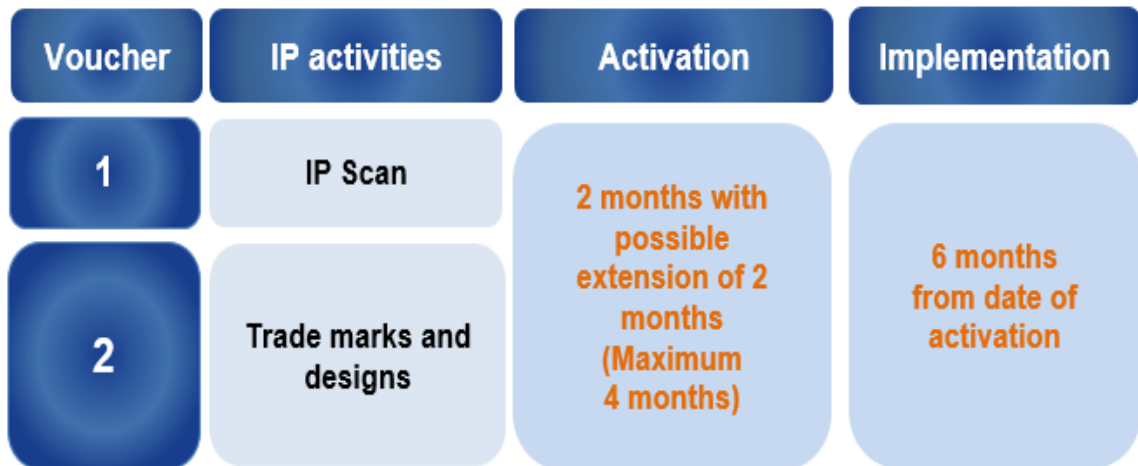 Voucher
IP activities
Activation
Implementation
1
IP Scan
2 months with
possible
extension of 2
months
(Maximum
4 months)
6 months
from date of
activation
2
Trade marks and
designs